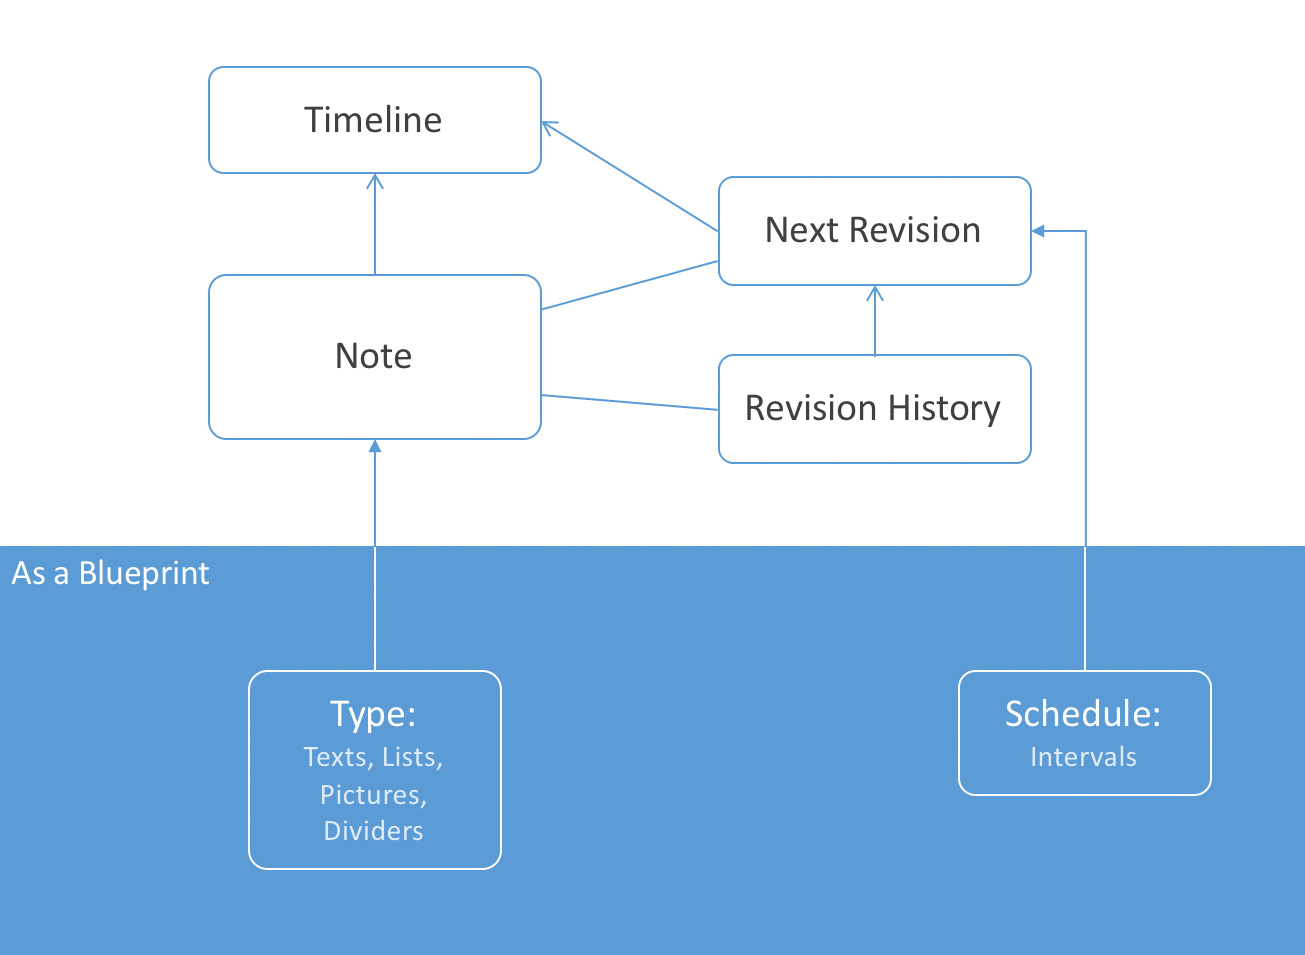 Timeline
Next Revision
Note
Revision History
As a Blueprint
Type:
Texts, Lists,
Pictures,
Dividers
Schedule:
Intervals